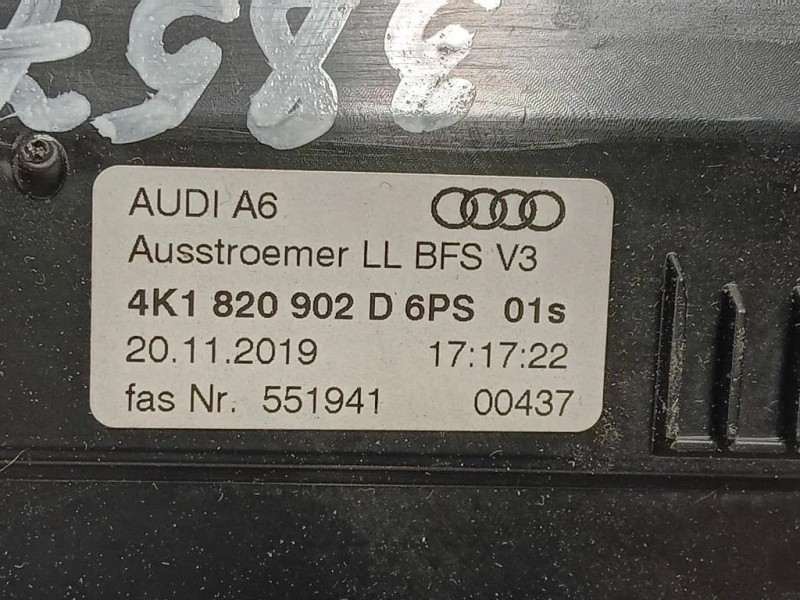 3857
AUDI A6
Ausstroemer LL BFS V3
4K1 820 902 D 6PS 01s
20.11.2019 17:17:22
fas Nr. 551941 00437